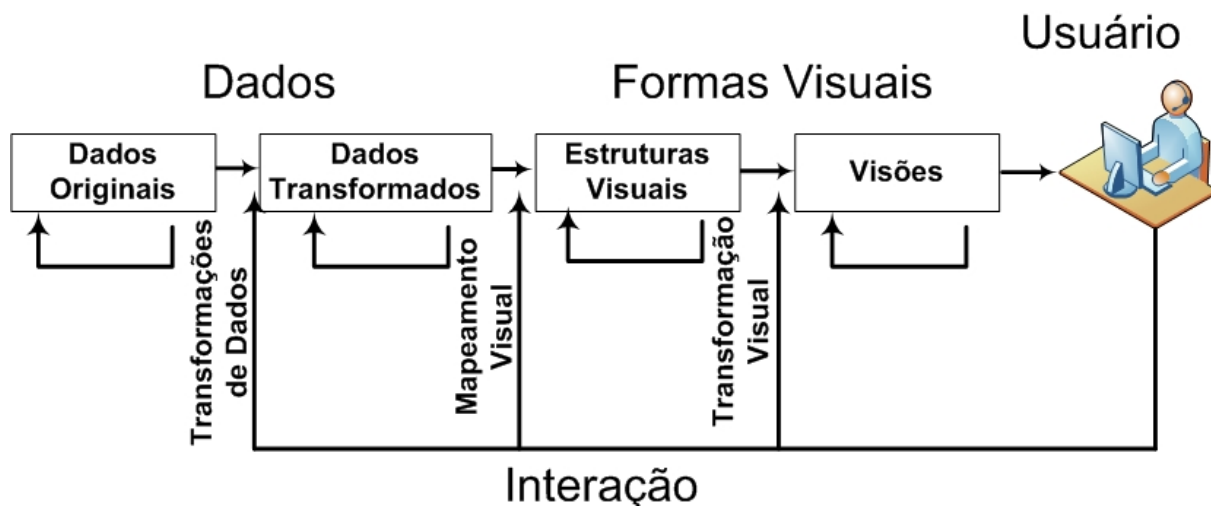 Usuário
Dados
Formas Visuais
Dados
Originais
Dados
Transformados
Estruturas
Visuais
Visões
Transformações
de Dados
Mapeamento
Visual
Transformação
Visual
Interação